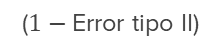 (1 − Error tipo II)